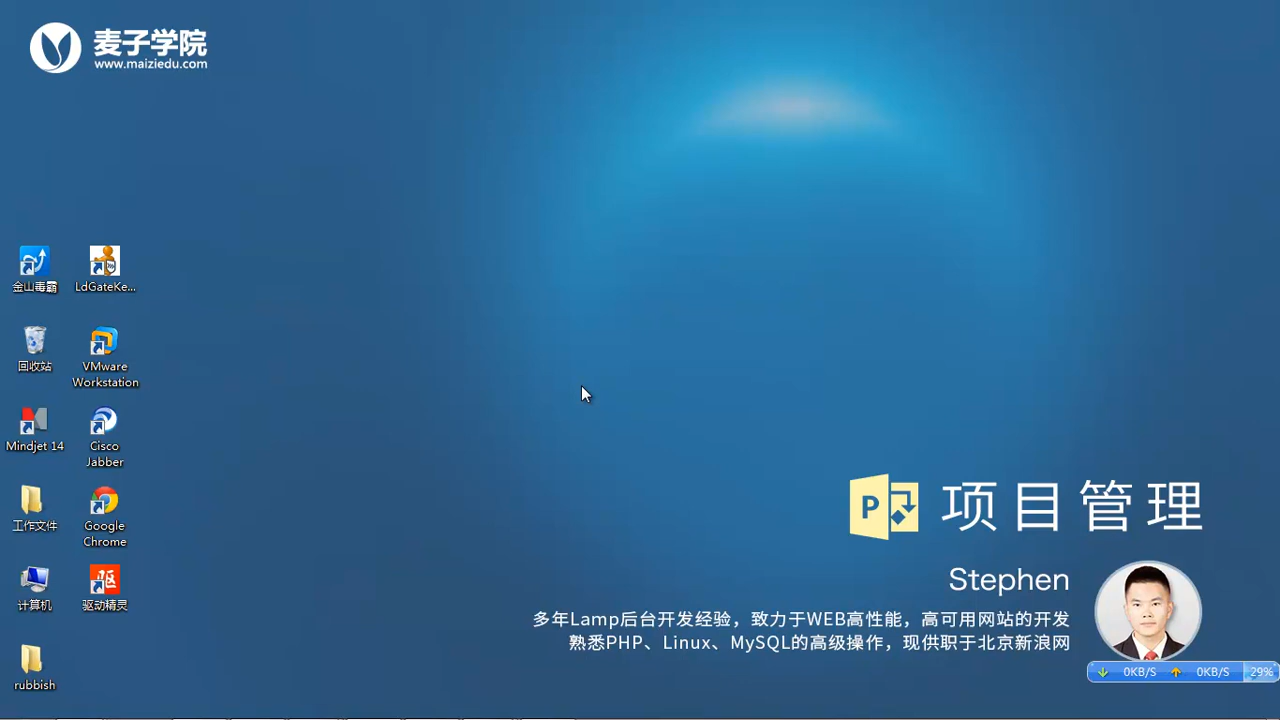 麦子学院
www.maiziedu.com
金山毒霸
LdGateKe...
回收站
VMware
Workstation
Mindjet 14
Cisco
Jabber
工作文件
Google
Chrome
计算机
驱动精灵
rubbish
P
项目管理
Stephen
多年Lamp后台开发经验，致力于WEB高性能，高可用网站的开发
熟悉PHP、Linux、MySQL的高级操作，现供职于北京新浪网
0KB/S 0KB/S 29%
驱